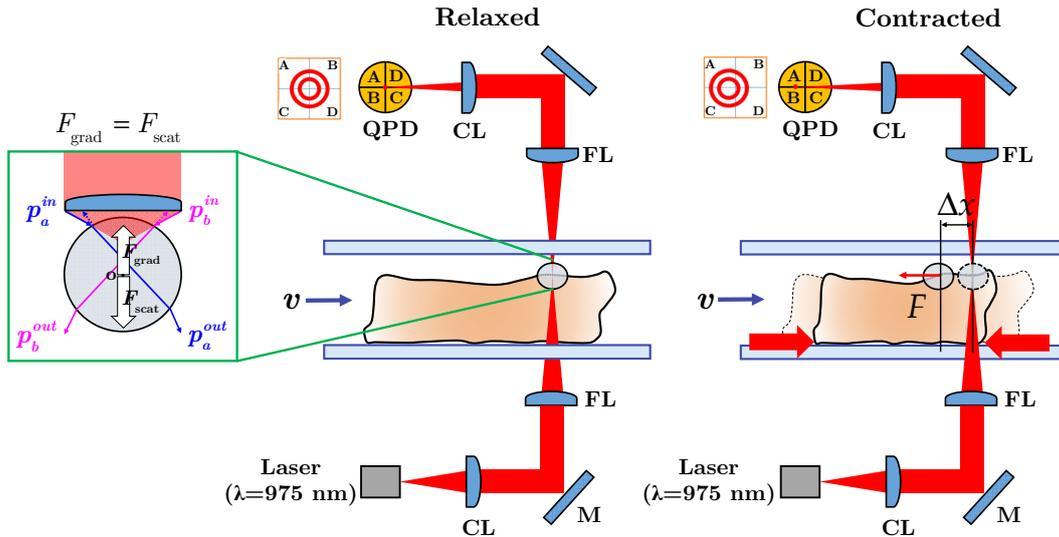 Relaxed
Contracted
A B
C D
A D
B C
QPD
CL
FL
A B
C D
A D
B C
QPD
CL
FL
F_grad = F_scat
p_a^in
p_b^in
F_grad
o
F_scat
p_b^out
p_a^out
v
Δx
v
F
FL
FL
Laser
(λ=975 nm)
CL
M
Laser
(λ=975 nm)
CL
M